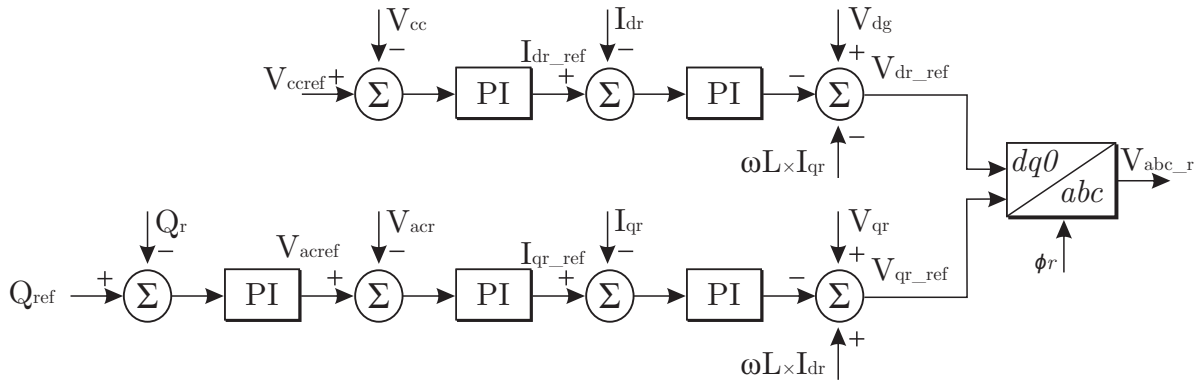 Vcc
Idr
Vdg
Vccref + − Σ PI Idr_ref + − Σ PI − + Σ Vdr_ref
−
ωL×Iqr
dq0
abc
Vabc_r
ϕr
Qr
Vacr
Iqr
Vqr
Qref + − Σ PI Vacref + − Σ PI Iqr_ref + − Σ PI − + Σ Vqr_ref
+
ωL×Idr